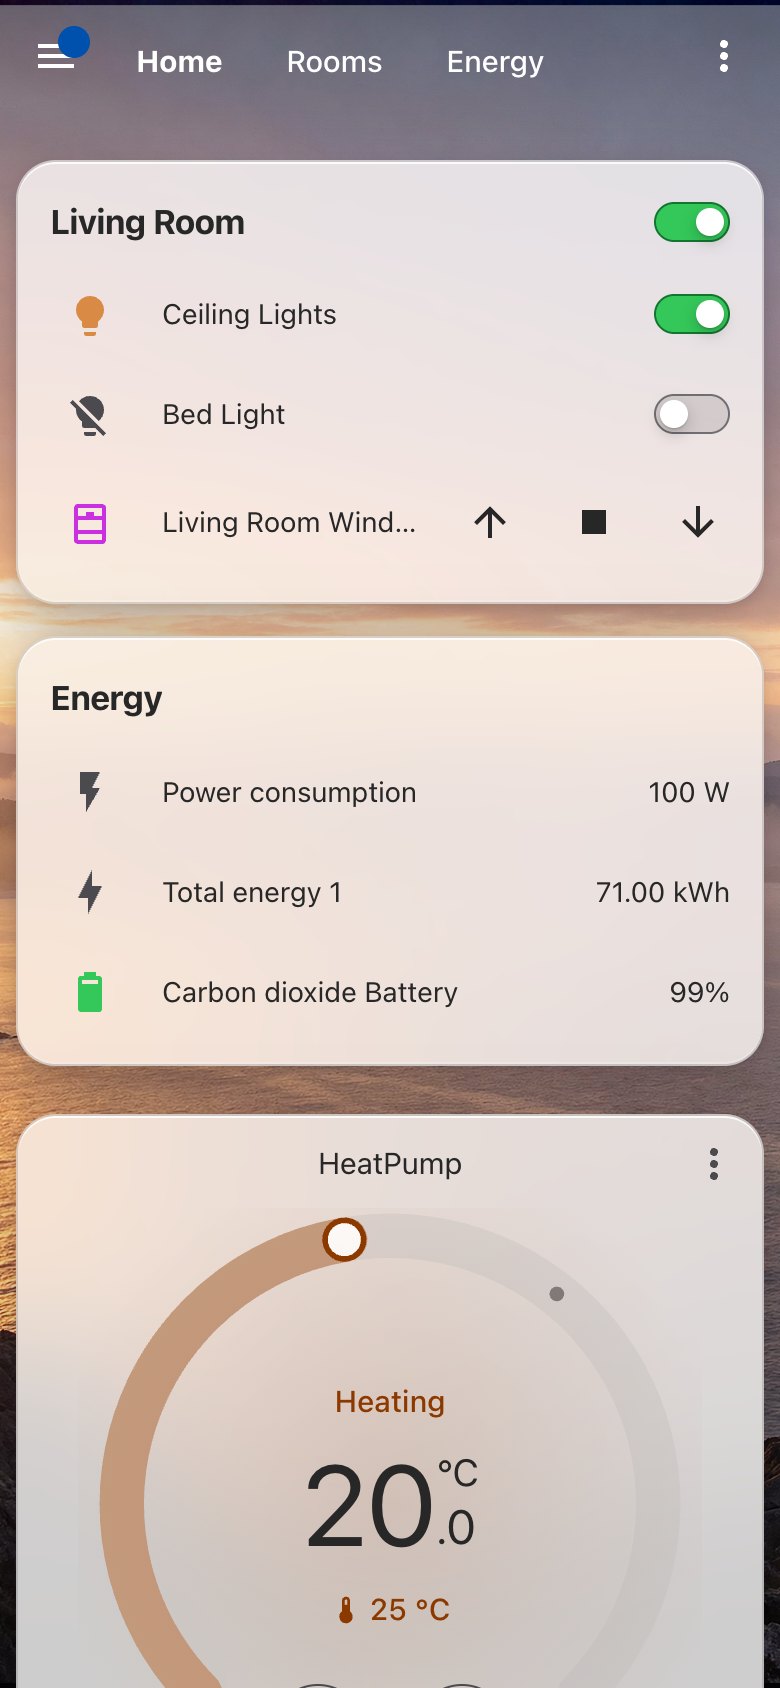 Home Rooms Energy
Living Room
Ceiling Lights
Bed Light
Living Room Wind...
Energy
Power consumption 100 W
Total energy 1 71.00 kWh
Carbon dioxide Battery 99%
HeatPump
Heating
20.0 °C
25 °C